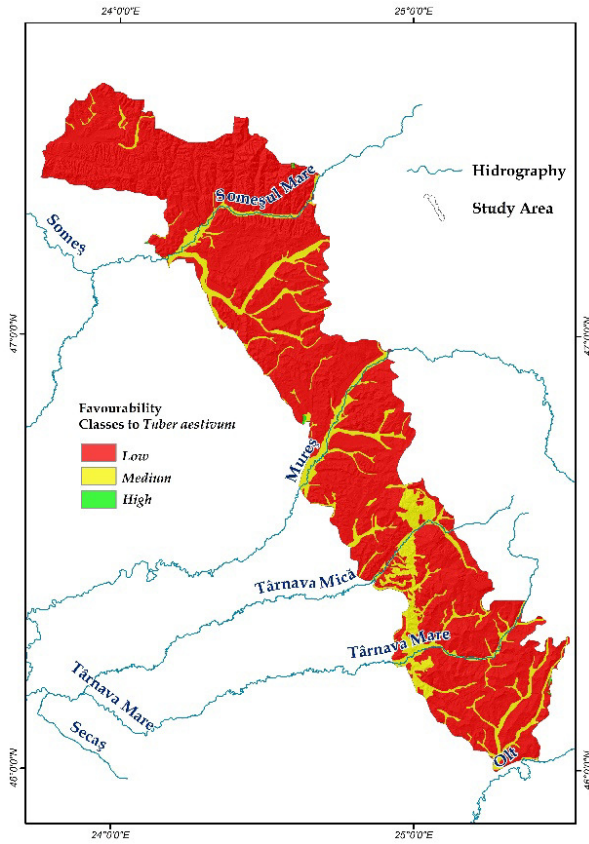 24°0'0"E
25°0'0"E
Someșul Mare
Hidrography
Someș
Study Area
47°0'0"N
47°0'0"N
Favourability
Classes to Tuber aestivum
Low
Medium
High
Mureș
Târnava Mică
Târnava Mare
Târnava Mare
Secaș
Olt
46°0'0"N
46°0'0"N
24°0'0"E
25°0'0"E